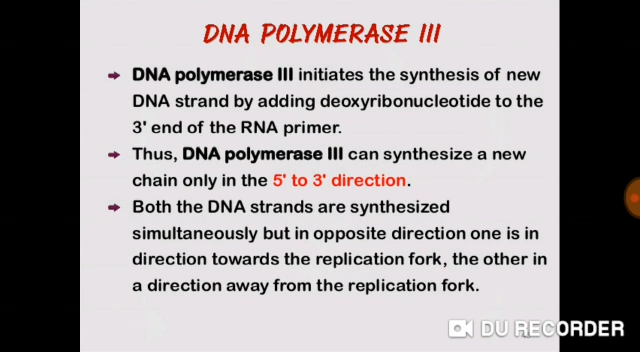 DNA POLYMERASE III
➡ DNA polymerase III initiates the synthesis of new
DNA strand by adding deoxyribonucleotide to the
3' end of the RNA primer.
➡ Thus, DNA polymerase III can synthesize a new
chain only in the 5' to 3' direction.
➡ Both the DNA strands are synthesized
simultaneously but in opposite direction one is in
direction towards the replication fork, the other in
a direction away from the replication fork.
DU RECORDER